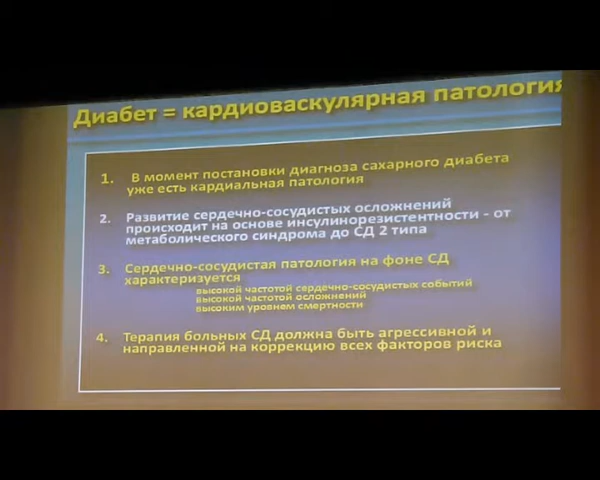 Диабет = кардиоваскулярная патология
1. В момент постановки диагноза сахарного диабета
уже есть кардиальная патология
2. Развитие сердечно-сосудистых осложнений
происходит на основе инсулинорезистентности - от
метаболического синдрома до СД 2 типа
3. Сердечно-сосудистая патология на фоне СД
характеризуется
высокой частотой сердечно-сосудистых событий
высокой частотой осложнений
высоким уровнем смертности
4. Терапия больных СД должна быть агрессивной и
направленной на коррекцию всех факторов риска